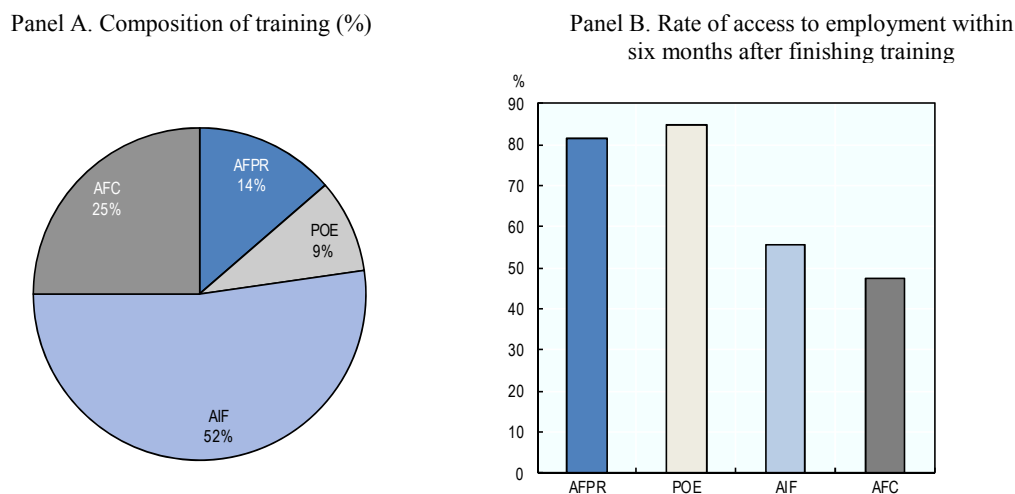 Panel A. Composition of training (%)
AFPR
14%
POE
9%
AIF
52%
AFC
25%
Panel B. Rate of access to employment within
six months after finishing training
%
90
80
70
60
50
40
30
20
10
0
AFPR POE AIF AFC